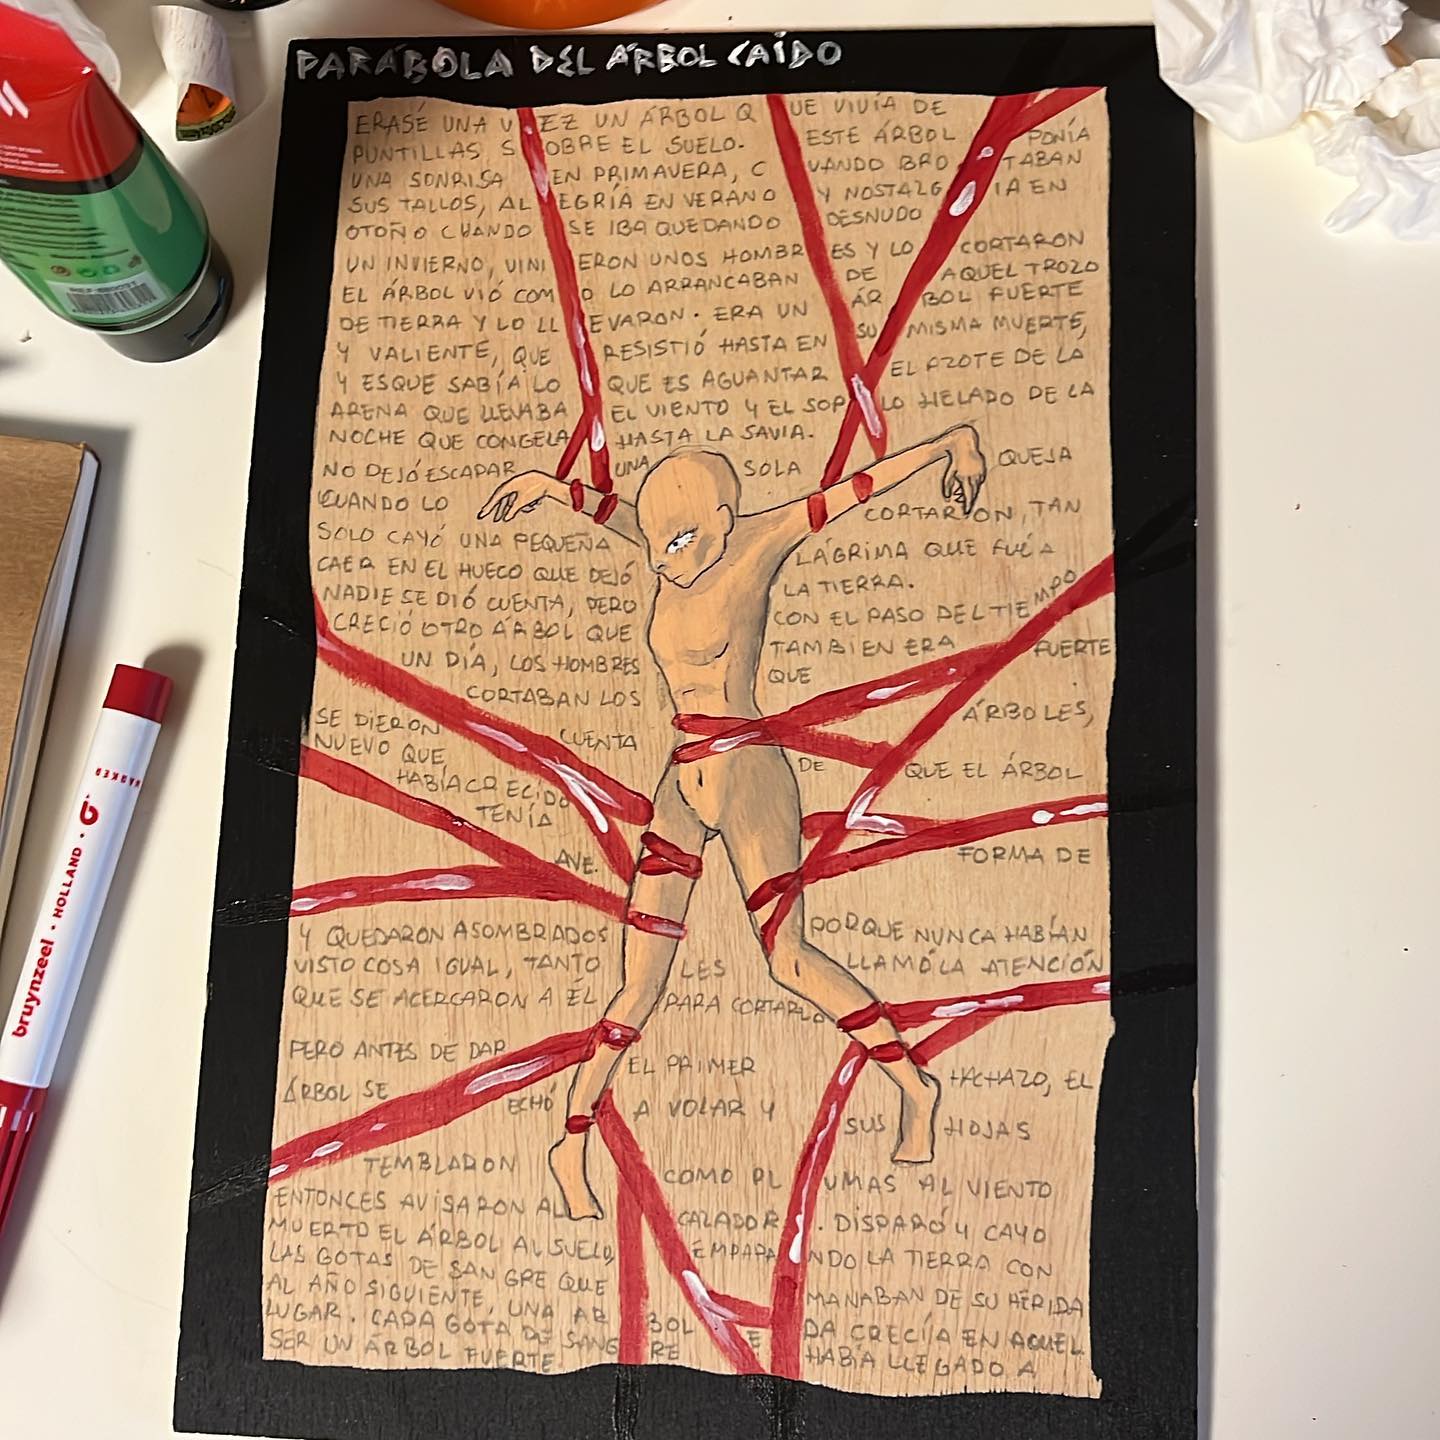 PARÁBOLA DEL ÁRBOL CAÍDO
ERASÉ UNA VEZ UN ÁRBOL QUE VIVÍA DE
PUNTILLAS SOBRE EL SUELO. ESTE ÁRBOL PONÍA
UNA SONRISA EN PRIMAVERA, CUANDO BROTABAN
SUS TALLOS, ALEGRÍA EN VERANO Y NOSTALGIA EN
OTOÑO CUANDO SE IBA QUEDANDO DESNUDO
UN INVIERNO, VINIERON UNOS HOMBRES Y LO CORTARON
EL ÁRBOL VIÓ COMO LO ARRANCABAN DE AQUEL TROZO
DE TIERRA Y LO LLEVARON. ERA UN ÁRBOL FUERTE
Y VALIENTE, QUE RESISTIÓ HASTA EN SU MISMA MUERTE,
Y ESQUE SABÍA LO QUE ES AGUANTAR EL AZOTE DE LA
ARENA QUE LLEVABA EL VIENTO Y EL SOPLO HELADO DE LA
NOCHE QUE CONGELA HASTA LA SAVIA.
NO DEJÓ ESCAPAR UNA SOLA QUEJA
CUANDO LO CORTARON, TAN
SOLO CAYÓ UNA PEQUEÑA LÁGRIMA QUE FUÉ A
CAER EN EL HUECO QUE DEJÓ LA TIERRA.
NADIE SE DIÓ CUENTA, PERO CON EL PASO DEL TIEMPO
CRECIÓ OTRO ÁRBOL QUE TAMBIEN ERA FUERTE
UN DÍA, LOS HOMBRES QUE
CORTABAN LOS ÁRBOLES,
SE DIERON CUENTA DE QUE EL ÁRBOL
NUEVO QUE
HABÍA CRECIDO
TENÍA FORMA DE
AVE.
Y QUEDARON ASOMBRADOS PORQUE NUNCA HABÍAN
VISTO COSA IGUAL, TANTO LES LLAMÓ LA ATENCIÓN
QUE SE ACERCARON A ÉL PARA CORTARLO
PERO ANTES DE DAR EL PRIMER HACHAZO, EL
ÁRBOL SE ECHÓ A VOLAR Y SUS HOJAS
TEMBLARON COMO PLUMAS AL VIENTO
ENTONCES AVISARON AL CAZADOR. DISPARÓ Y CAYO
MUERTO EL ÁRBOL AL SUELO, EMPAPANDO LA TIERRA CON
LAS GOTAS DE SANGRE QUE MANABAN DE SU HERIDA
AL AÑO SIGUIENTE, UNA ARBOLEDA CRECÍA EN AQUEL
LUGAR. CADA GOTA DE SANGRE HABÍA LLEGADO A
SER UN ÁRBOL FUERTE.
MARKER
bruynzeel · HOLLAND ·